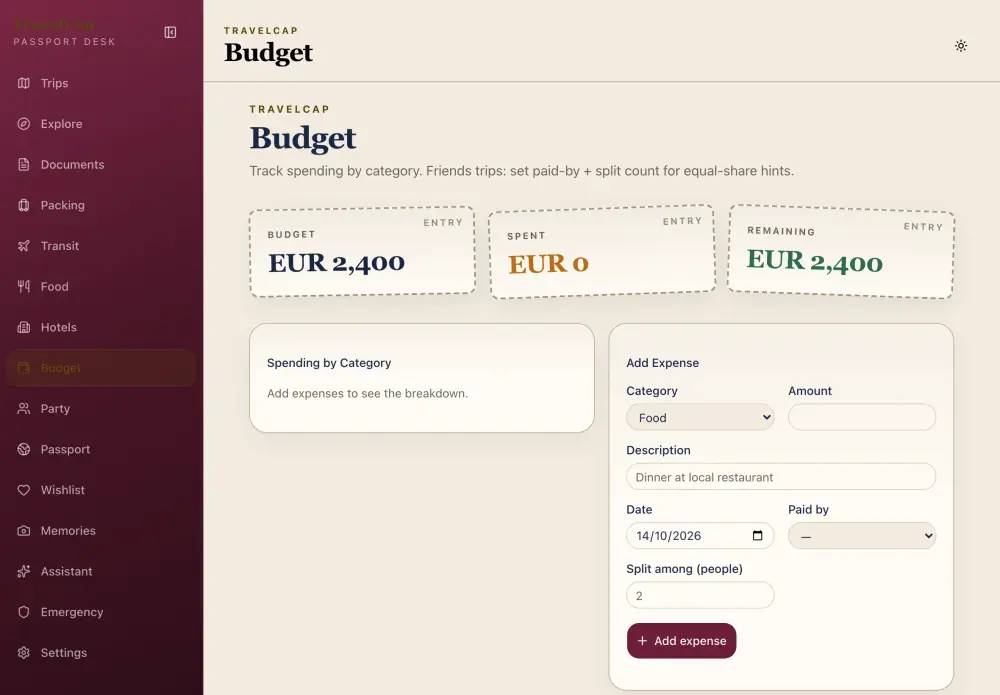 TravelCap
PASSPORT DESK
Trips
Explore
Documents
Packing
Transit
Food
Hotels
Budget
Party
Passport
Wishlist
Memories
Assistant
Emergency
Settings
TRAVELCAP
Budget
TRAVELCAP
Budget
Track spending by category. Friends trips: set paid-by + split count for equal-share hints.
ENTRY
BUDGET
EUR 2,400
ENTRY
SPENT
EUR 0
ENTRY
REMAINING
EUR 2,400
Spending by Category
Add expenses to see the breakdown.
Add Expense
Category Amount
Food
Description
Dinner at local restaurant
Date Paid by
14/10/2026 —
Split among (people)
2
+ Add expense